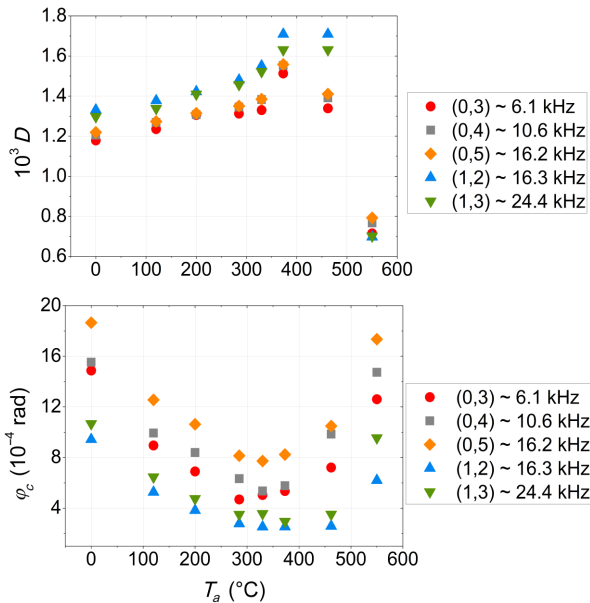 1.8
1.6
1.4
1.2
1.0
0.8
0.6
10³ D
0 100 200 300 400 500 600
(0,3) ~ 6.1 kHz
(0,4) ~ 10.6 kHz
(0,5) ~ 16.2 kHz
(1,2) ~ 16.3 kHz
(1,3) ~ 24.4 kHz
20
16
12
8
4
φc (10⁻⁴ rad)
0 100 200 300 400 500 600
Ta (°C)
(0,3) ~ 6.1 kHz
(0,4) ~ 10.6 kHz
(0,5) ~ 16.2 kHz
(1,2) ~ 16.3 kHz
(1,3) ~ 24.4 kHz